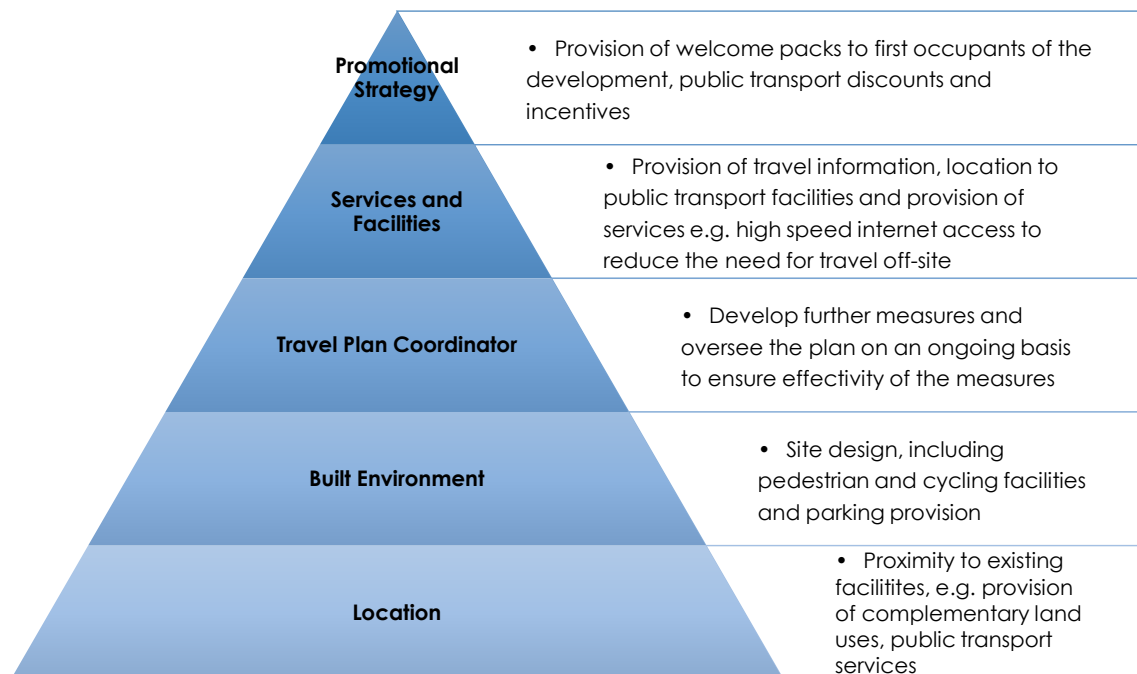 Promotional
Strategy
• Provision of welcome packs to first occupants of the
development, public transport discounts and
incentives
Services and
Facilities
• Provision of travel information, location to
public transport facilities and provision of
services e.g. high speed internet access to
reduce the need for travel off-site
Travel Plan Coordinator
• Develop further measures and
oversee the plan on an ongoing basis
to ensure effectivity of the measures
Built Environment
• Site design, including
pedestrian and cycling facilities
and parking provision
Location
• Proximity to existing
facilitites, e.g. provision
of complementary land
uses, public transport
services